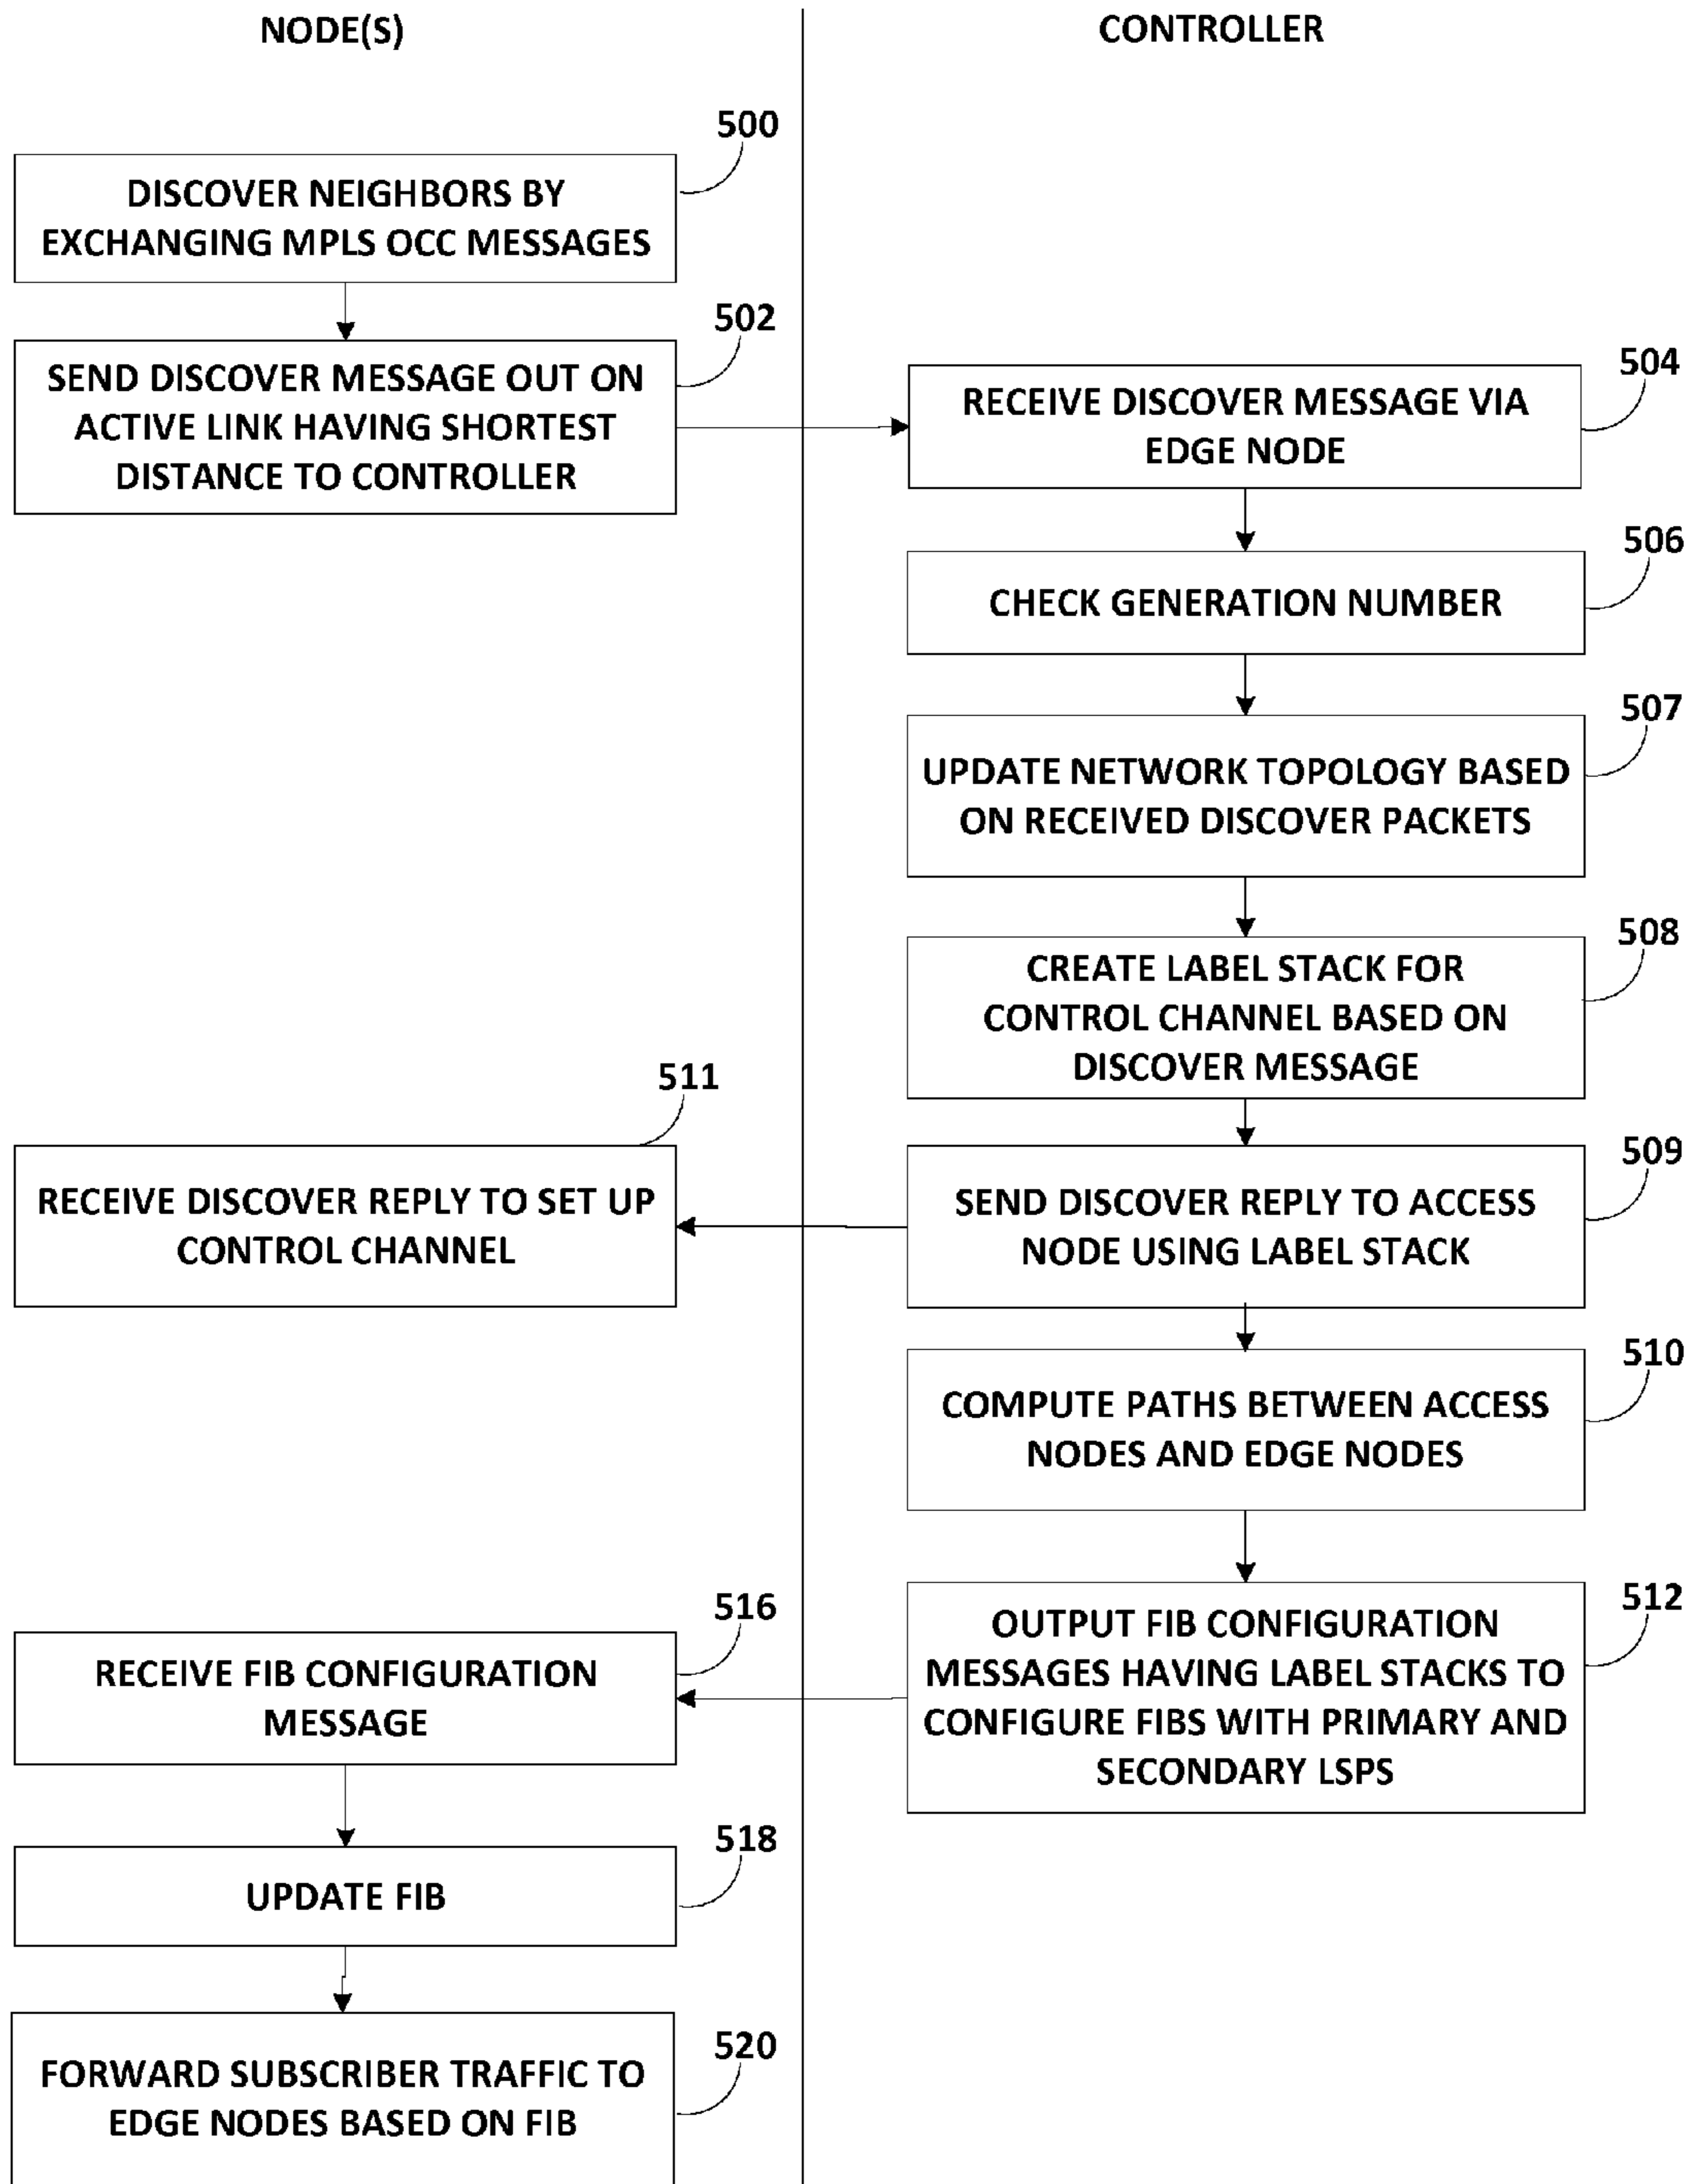 NODE(S)
CONTROLLER
500
DISCOVER NEIGHBORS BY
EXCHANGING MPLS OCC MESSAGES
502
SEND DISCOVER MESSAGE OUT ON
ACTIVE LINK HAVING SHORTEST
DISTANCE TO CONTROLLER
504
RECEIVE DISCOVER MESSAGE VIA
EDGE NODE
506
CHECK GENERATION NUMBER
507
UPDATE NETWORK TOPOLOGY BASED
ON RECEIVED DISCOVER PACKETS
508
CREATE LABEL STACK FOR
CONTROL CHANNEL BASED ON
DISCOVER MESSAGE
511
RECEIVE DISCOVER REPLY TO SET UP
CONTROL CHANNEL
509
SEND DISCOVER REPLY TO ACCESS
NODE USING LABEL STACK
510
COMPUTE PATHS BETWEEN ACCESS
NODES AND EDGE NODES
512
OUTPUT FIB CONFIGURATION
MESSAGES HAVING LABEL STACKS TO
CONFIGURE FIBS WITH PRIMARY AND
SECONDARY LSPS
516
RECEIVE FIB CONFIGURATION
MESSAGE
518
UPDATE FIB
520
FORWARD SUBSCRIBER TRAFFIC TO
EDGE NODES BASED ON FIB